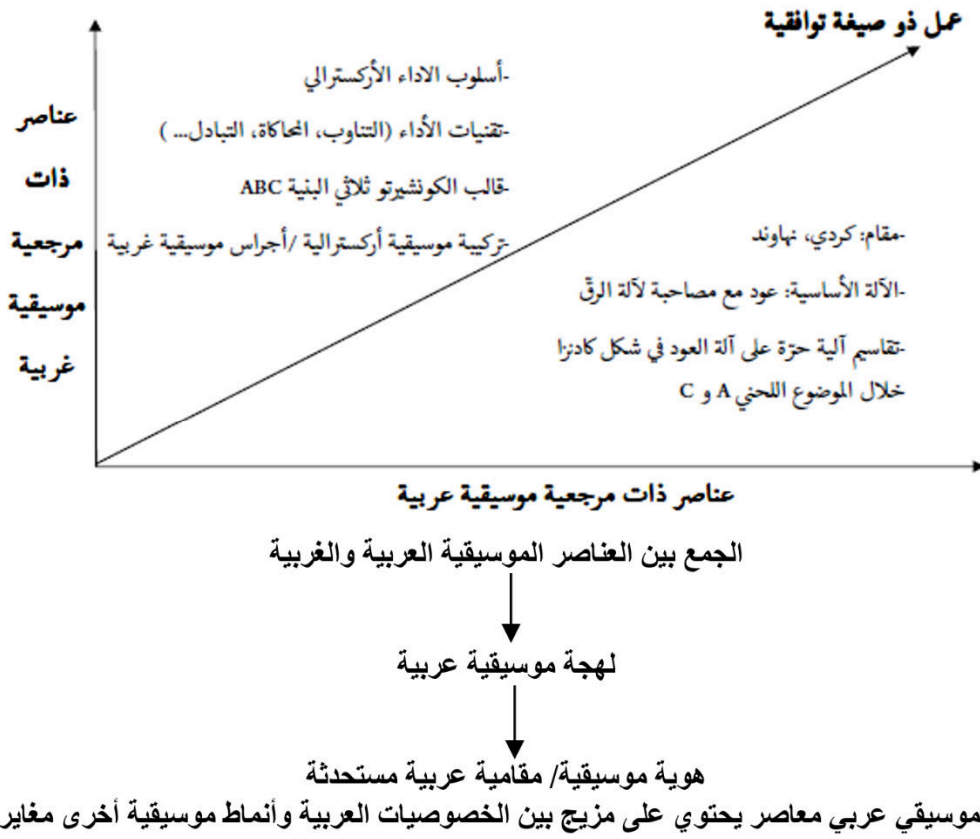 عمل ذو صيغة توافقية
-أسلوب الاداء الأركسترالي
-تقنيات الأداء (التناوب، المحاكاة، التبادل... )
-قالب الكونشيرتو ثلاثي البنية ABC
-تركيبة موسيقية أركسترالية /أجراس موسيقية غربية
عناصر
ذات
مرجعية
موسيقية
غربية
-مقام: كردي، نهاوند
-الآلة الأساسية: عود مع مصاحبة لآلة الرقّ
-تقاسيم آلية حرّة على آلة العود في شكل كادنزا
خلال الموضوع اللحني A و C
عناصر ذات مرجعية موسيقية عربية
الجمع بين العناصر الموسيقية العربية والغربية
لهجة موسيقية عربية
هوية موسيقية/ مقامية عربية مستحدثة
موسيقي عربي معاصر يحتوي على مزيج بين الخصوصيات العربية وأنماط موسيقية أخرى